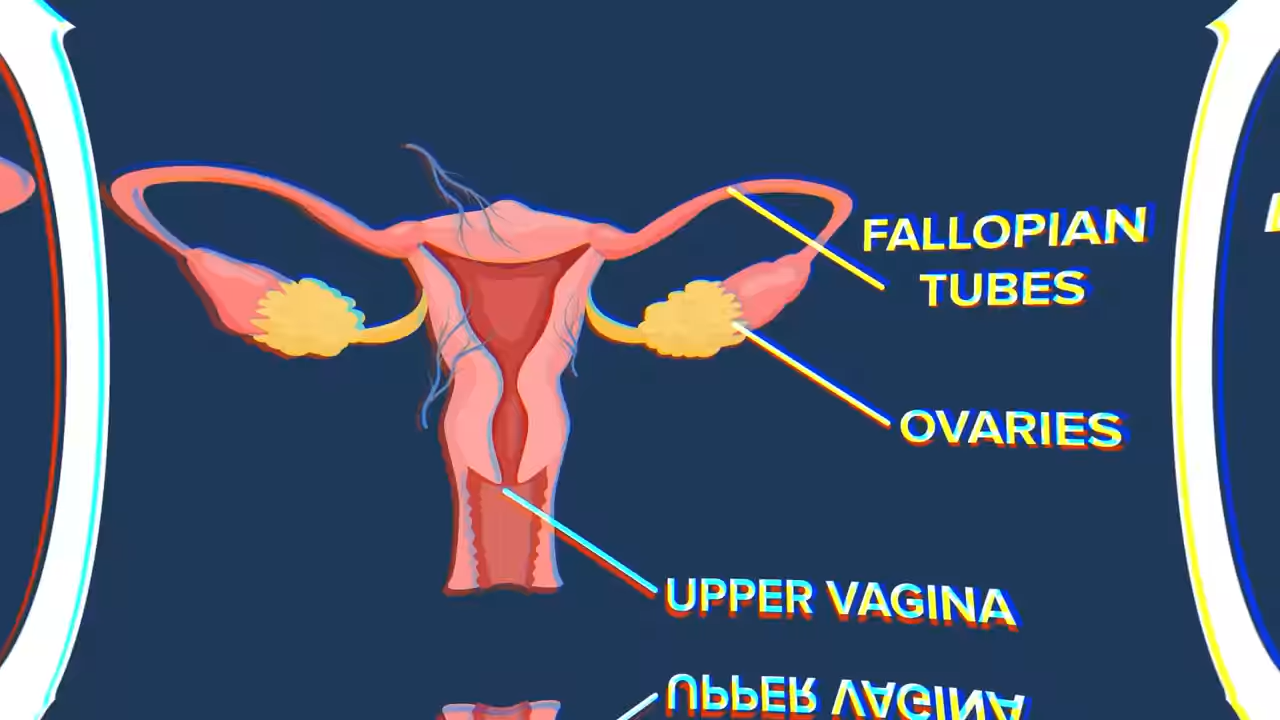 FALLOPIAN
TUBES
OVARIES
UPPER VAGINA
UPPER VAGINA